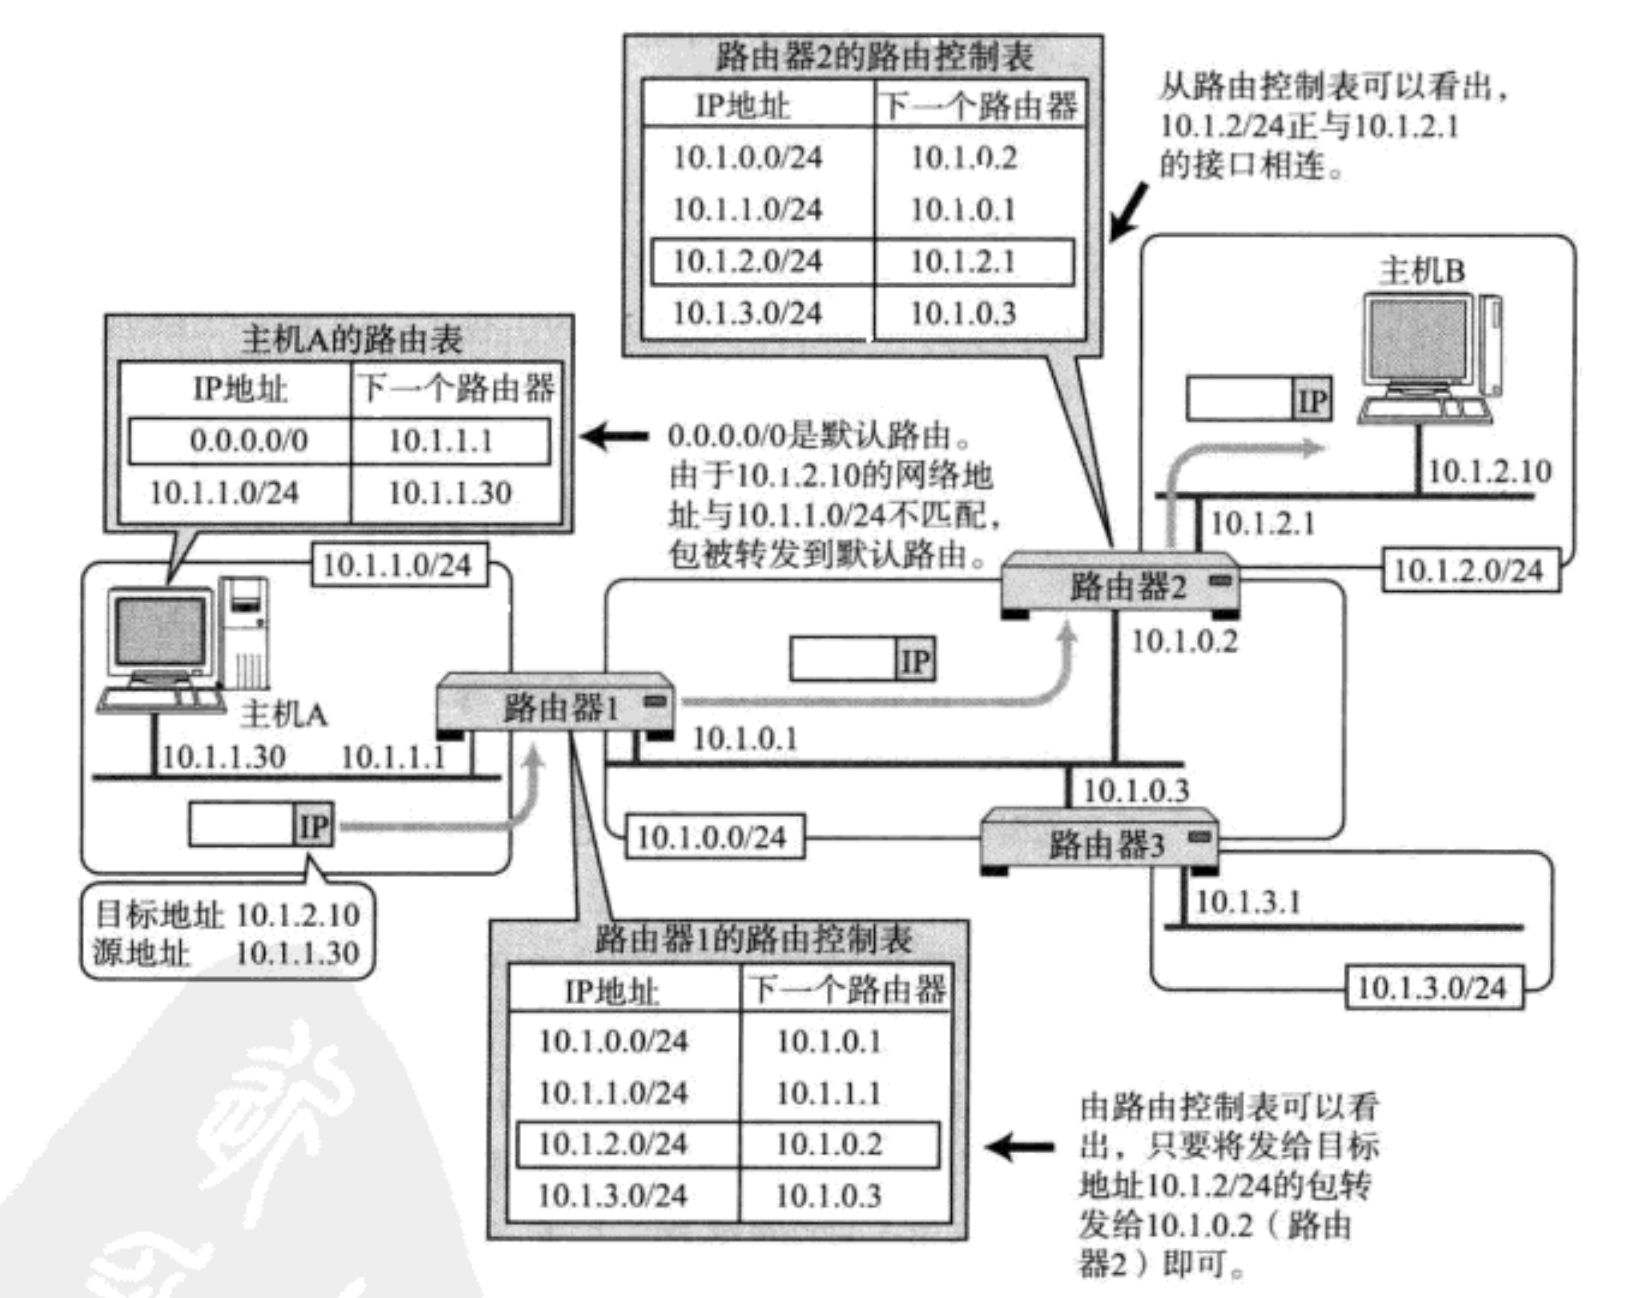 路由器2的路由控制表
IP地址 下一个路由器
10.1.0.0/24 10.1.0.2
10.1.1.0/24 10.1.0.1
10.1.2.0/24 10.1.2.1
10.1.3.0/24 10.1.0.3
从路由控制表可以看出，
10.1.2/24正与10.1.2.1
的接口相连。
主机A的路由表
IP地址 下一个路由器
0.0.0.0/0 10.1.1.1
10.1.1.0/24 10.1.1.30
0.0.0.0/0是默认路由。
由于10.1.2.10的网络地
址与10.1.1.0/24不匹配，
包被转发到默认路由。
主机B
IP
10.1.2.10
10.1.2.1
10.1.2.0/24
10.1.1.0/24
主机A
10.1.1.30
10.1.1.1
IP
目标地址 10.1.2.10
源地址 10.1.1.30
路由器1
10.1.0.1
IP
路由器2
10.1.0.2
10.1.0.3
10.1.0.0/24
路由器3
10.1.3.1
10.1.3.0/24
路由器1的路由控制表
IP地址 下一个路由器
10.1.0.0/24 10.1.0.1
10.1.1.0/24 10.1.1.1
10.1.2.0/24 10.1.0.2
10.1.3.0/24 10.1.0.3
由路由控制表可以看
出，只要将发给目标
地址10.1.2/24的包转
发给10.1.0.2（路由
器2）即可。